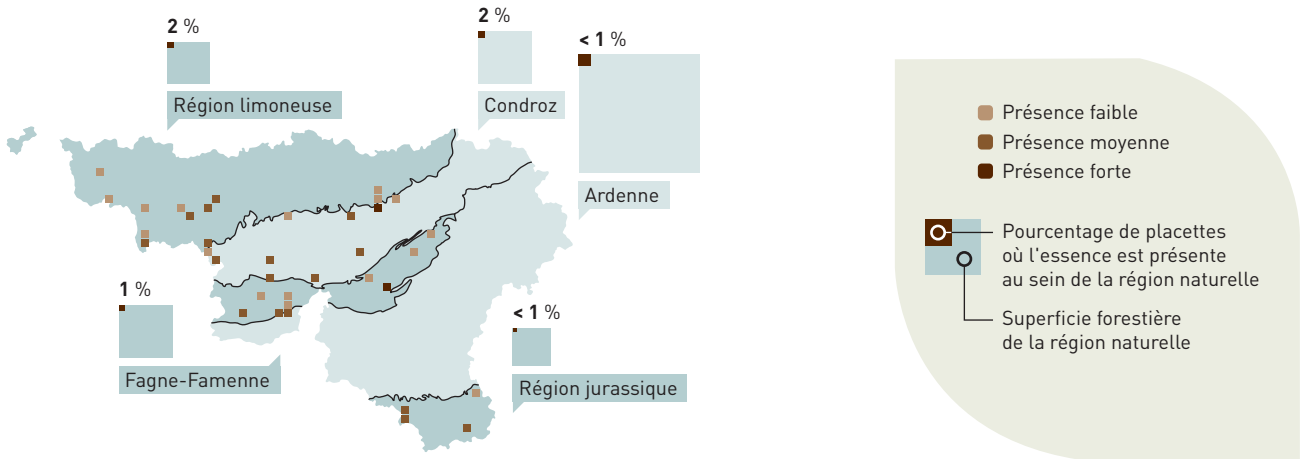 2 %
Région limoneuse
2 %
Condroz
< 1 %
Ardenne
1 %
Fagne-Famenne
< 1 %
Région jurassique
Présence faible
Présence moyenne
Présence forte
Pourcentage de placettes
où l'essence est présente
au sein de la région naturelle
Superficie forestière
de la région naturelle